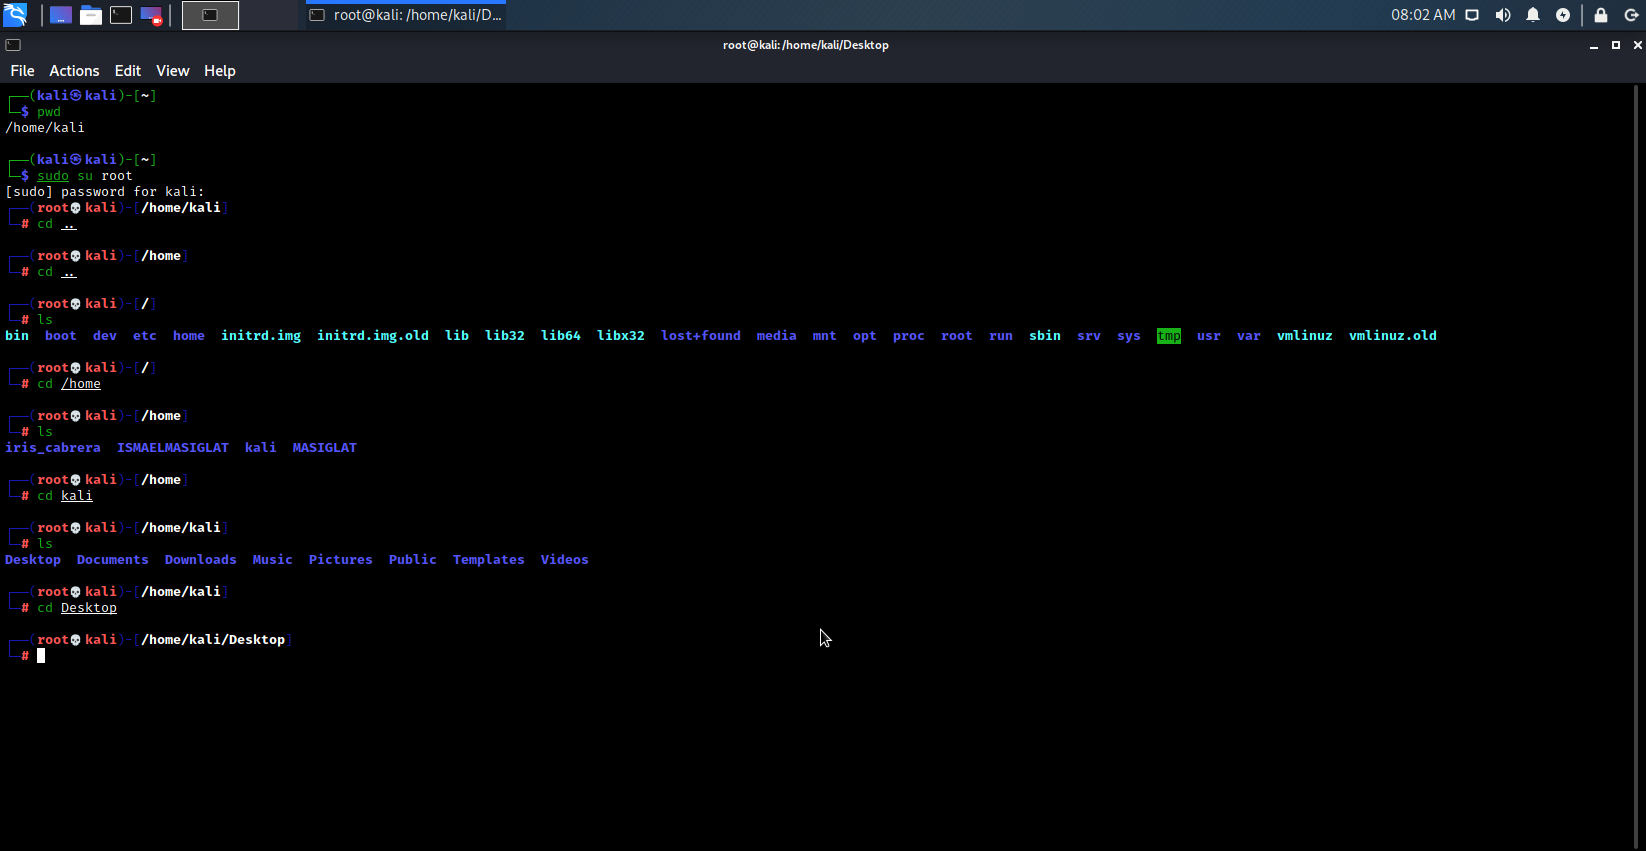 root@kali: /home/kali/D...
08:02 AM
root@kali: /home/kali/Desktop
File Actions Edit View Help
┌──(kali㉿kali)-[~]
└─$ pwd
/home/kali
┌──(kali㉿kali)-[~]
└─$ sudo su root
[sudo] password for kali:
┌──(root💀kali)-[/home/kali]
└─# cd ..
┌──(root💀kali)-[/home]
└─# cd ..
┌──(root💀kali)-[/]
└─# ls
bin boot dev etc home initrd.img initrd.img.old lib lib32 lib64 libx32 lost+found media mnt opt proc root run sbin srv sys tmp usr var vmlinuz vmlinuz.old
┌──(root💀kali)-[/]
└─# cd /home
┌──(root💀kali)-[/home]
└─# ls
iris_cabrera ISMAELMASIGLAT kali MASIGLAT
┌──(root💀kali)-[/home]
└─# cd kali
┌──(root💀kali)-[/home/kali]
└─# ls
Desktop Documents Downloads Music Pictures Public Templates Videos
┌──(root💀kali)-[/home/kali]
└─# cd Desktop
┌──(root💀kali)-[/home/kali/Desktop]
└─#